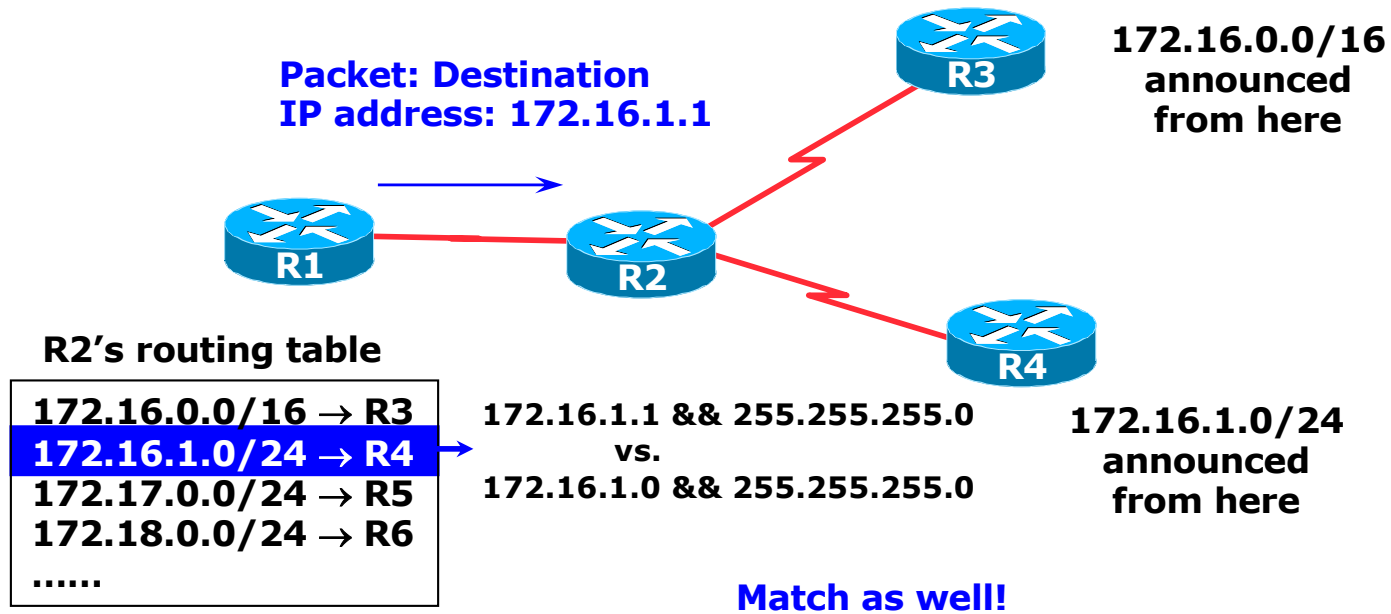 Packet: Destination
IP address: 172.16.1.1
R3
172.16.0.0/16
announced
from here
R1
R2
R4
172.16.1.0/24
announced
from here
R2’s routing table
172.16.0.0/16 → R3
172.16.1.0/24 → R4
172.17.0.0/24 → R5
172.18.0.0/24 → R6
……
172.16.1.1 && 255.255.255.0
vs.
172.16.1.0 && 255.255.255.0
Match as well!